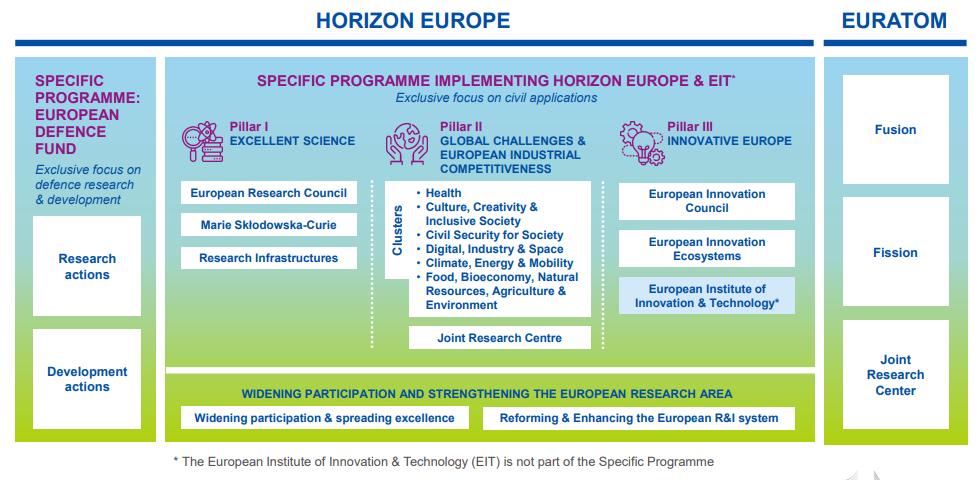 HORIZON EUROPE
EURATOM
SPECIFIC
PROGRAMME:
EUROPEAN
DEFENCE
FUND
Exclusive focus on
defence research
& development
Research
actions
Development
actions
SPECIFIC PROGRAMME IMPLEMENTING HORIZON EUROPE & EIT*
Exclusive focus on civil applications
Pillar I
EXCELLENT SCIENCE
European Research Council
Marie Skłodowska-Curie
Research Infrastructures
Pillar II
GLOBAL CHALLENGES &
EUROPEAN INDUSTRIAL
COMPETITIVENESS
Clusters
• Health
• Culture, Creativity &
Inclusive Society
• Civil Security for Society
• Digital, Industry & Space
• Climate, Energy & Mobility
• Food, Bioeconomy, Natural
Resources, Agriculture &
Environment
Joint Research Centre
Pillar III
INNOVATIVE EUROPE
European Innovation
Council
European Innovation
Ecosystems
European Institute of
Innovation & Technology*
WIDENING PARTICIPATION AND STRENGTHENING THE EUROPEAN RESEARCH AREA
Widening participation & spreading excellence
Reforming & Enhancing the European R&I system
Fusion
Fission
Joint
Research
Center
* The European Institute of Innovation & Technology (EIT) is not part of the Specific Programme